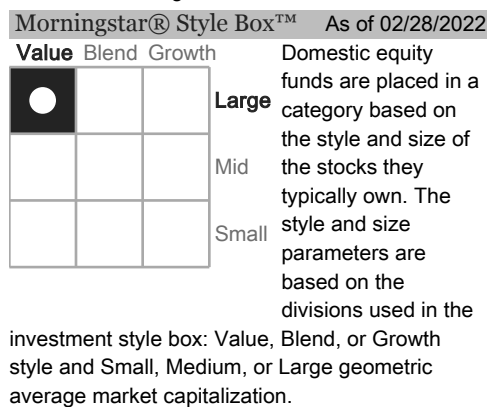 Morningstar® Style Box™ As of 02/28/2022
Value Blend Growth
Large
Mid
Small
Domestic equity
funds are placed in a
category based on
the style and size of
the stocks they
typically own. The
style and size
parameters are
based on the
divisions used in the
investment style box: Value, Blend, or Growth
style and Small, Medium, or Large geometric
average market capitalization.